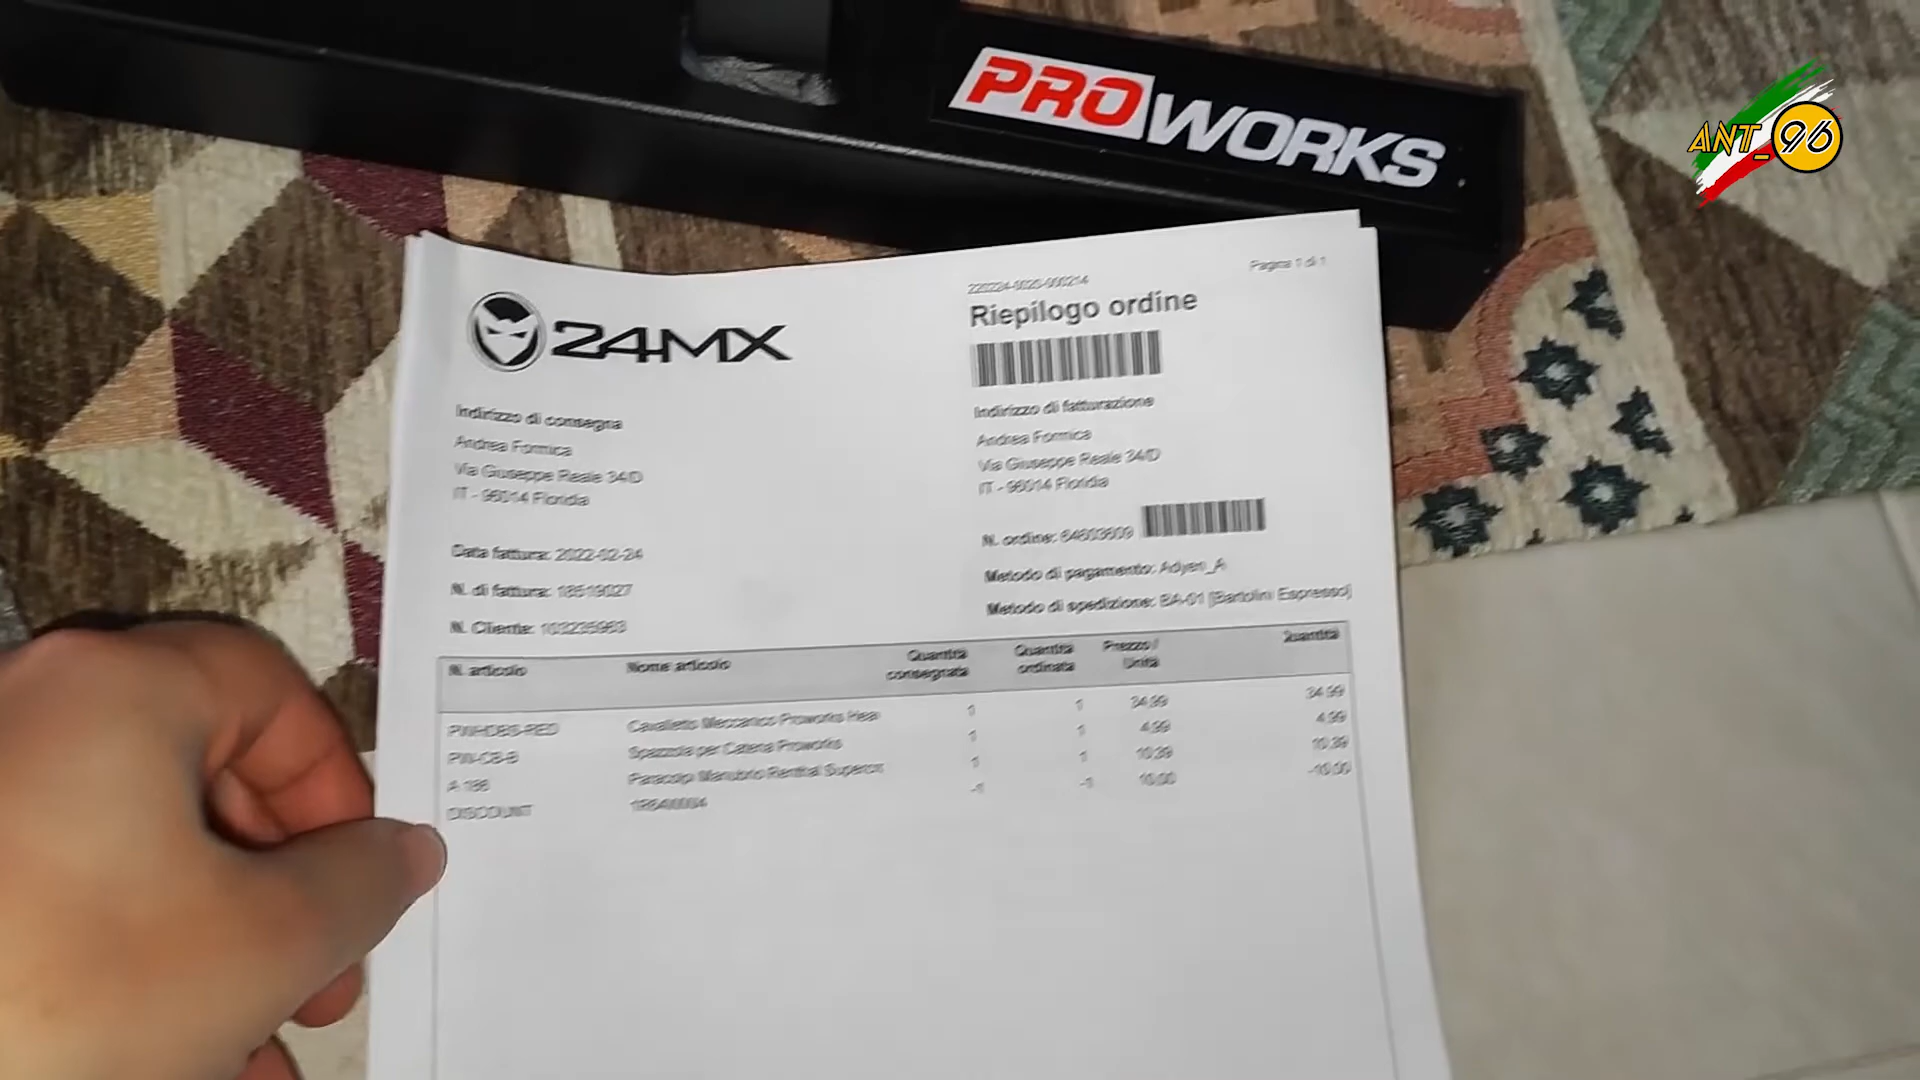 PROWORKS
ANT_96
Pagina 1 di 1
Riepilogo ordine
24MX
Indirizzo di consegna
Andrea Formica
Via Giuseppe Reale 34/D
IT - 96014 Floridia
Indirizzo di fatturazione
Andrea Formica
Via Giuseppe Reale 34/D
IT - 96014 Floridia
N. ordine:
Data fattura: 2022-02-24
Metodo di pagamento: Adyen_A
N. di fattura: 18519027
Metodo di spedizione: BA-01 [Bartolini Espresso]
N. Cliente:
N. articolo Nome articolo Quantità consegnata Quantità ordinata Prezzo / Unità Quantità
Cavalletto Meccanico Proworks Heav 1 1 34.99 34.99
PW-CB-B Spazzola per Catena Proworks 1 1 4.99 4.99
A 188 Paracolpi Manubrio Renthal Supercro 1 1 10.39 10.39
DISCOUNT -1 -1 10.00 -10.00